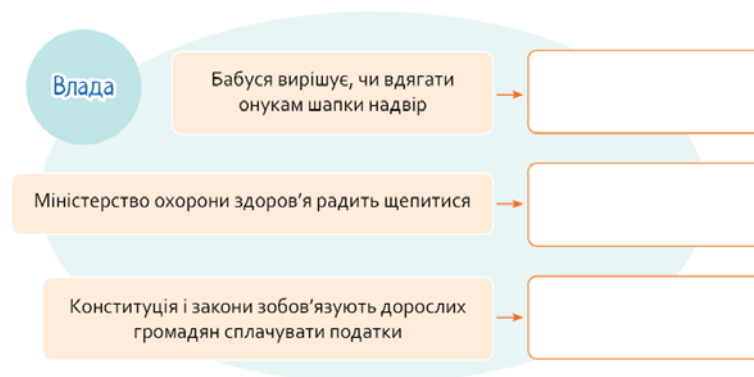 Влада
Бабуся вирішує, чи вдягати
онукам шапки надвір
Міністерство охорони здоров’я радить щепитися
Конституція і закони зобов’язують дорослих
громадян сплачувати податки